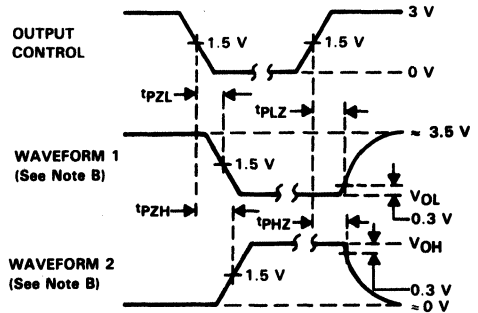 OUTPUT
CONTROL
1.5 V
1.5 V
3 V
0 V
tPZL
tPLZ
≈ 3.5 V
WAVEFORM 1
(See Note B)
1.5 V
VOL
0.3 V
tPZH
tPHZ
VOH
WAVEFORM 2
(See Note B)
1.5 V
0.3 V
≈ 0 V